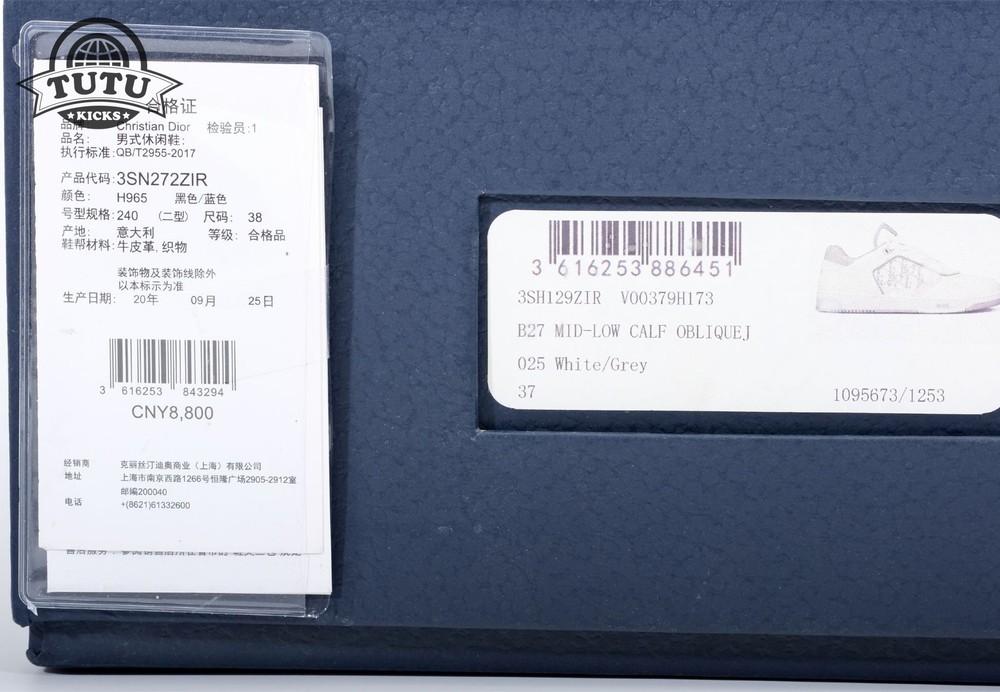 TUTU
KICKS
合格证
Christian Dior 检验员:1
品名: 男式休闲鞋:
执行标准:QB/T2955-2017
产品代码:3SN272ZIR
颜色: H965 黑色/蓝色
号型规格:240 (二型) 尺码: 38
产地: 意大利 等级: 合格品
鞋帮材料:牛皮革,织物
装饰物及装饰线除外
以本标示为准
生产日期: 20年 09月 25日
3 616253 843294
CNY8,800
经销商 克丽丝汀迪奥商业（上海）有限公司
地址 上海市南京西路1266号恒隆广场2905-2912室
邮编200040
电话 +(8621)61332600
3 616253 886451
3SH129ZIR V00379H173
B27 MID-LOW CALF OBLIQUEJ
025 White/Grey
37 1095673/1253